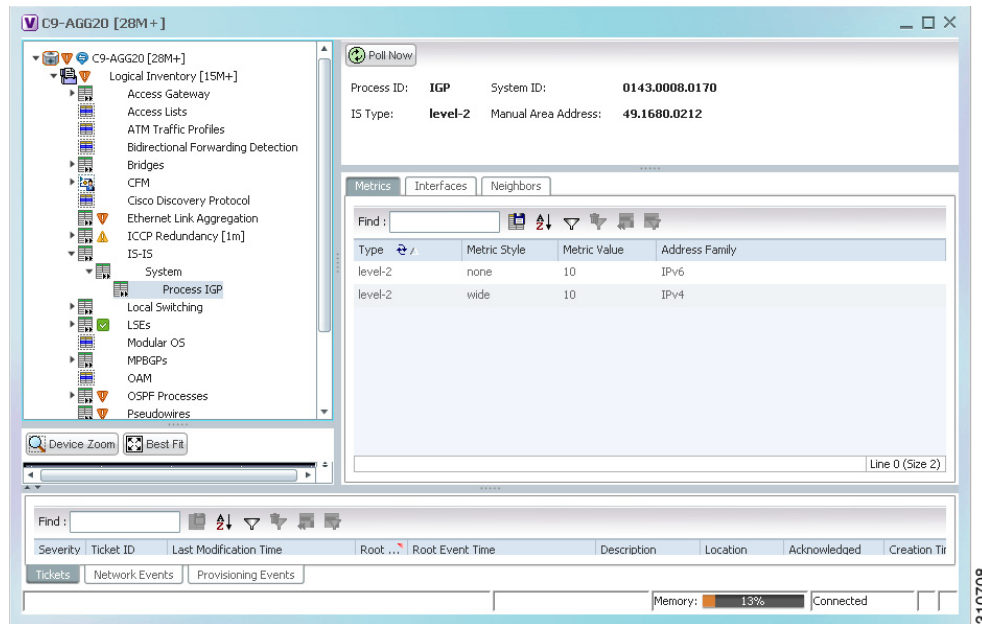 C9-AGG20 [28M+]
C9-AGG20 [28M+]
Logical Inventory [15M+]
Access Gateway
Access Lists
ATM Traffic Profiles
Bidirectional Forwarding Detection
Bridges
CFM
Cisco Discovery Protocol
Ethernet Link Aggregation
ICCP Redundancy [1m]
IS-IS
System
Process IGP
Local Switching
LSEs
Modular OS
MPBGPs
OAM
OSPF Processes
Pseudowires
Device Zoom Best Fit
Poll Now
Process ID: IGP System ID: 0143.0008.0170
IS Type: level-2 Manual Area Address: 49.1680.0212
Metrics Interfaces Neighbors
Find :
Type Metric Style Metric Value Address Family
level-2 none 10 IPv6
level-2 wide 10 IPv4
Line 0 (Size 2)
Find :
Severity Ticket ID Last Modification Time Root ... Root Event Time Description Location Acknowledged Creation Tir
Tickets Network Events Provisioning Events
Memory: 13% Connected
310708